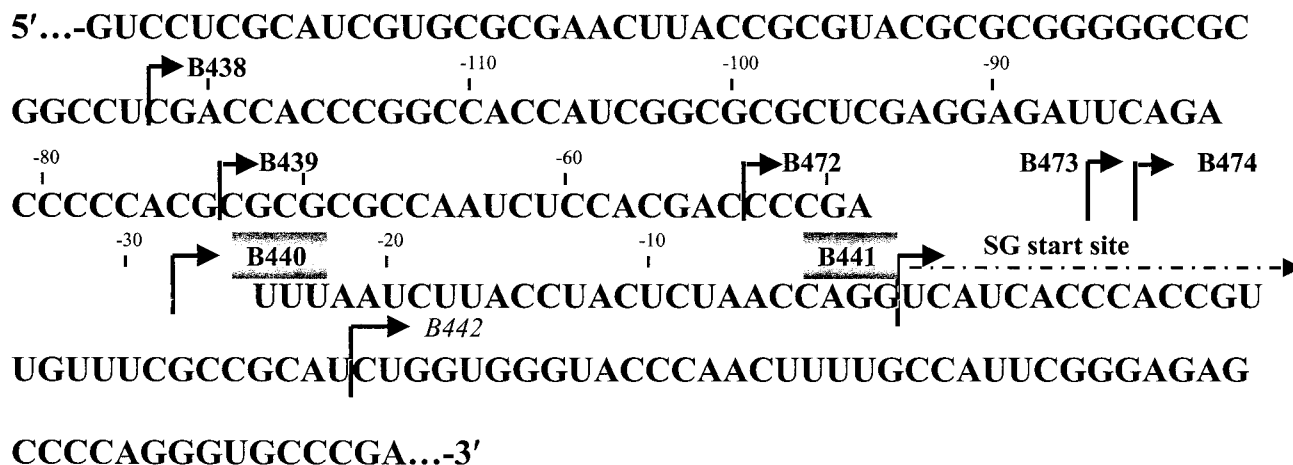 5′...-GUCCUCGCAUCGUGCGCGAACUUACCGCGUACGCGCGGGGGCGC
B438 -110 -100 -90
GGCCUCGACCACCCGGCCACCAUCGGCGCGCUCGAGGAGAUUCAGA
-80 B439 -60 B472 B473 B474
CCCCCACGCGCGCGCCAAUCUCCACGACCCCGA
-30 B440 -20 -10 B441 SG start site
UUUAAUCUUACCUACUCUAACCAGGUCAUCACCCACCGU
B442
UGUUUCGCCGCAUCUGGUGGGUACCCAACUUUUGCCAUUCGGGAGAG
CCCCAGGGUGCCCGA...-3′